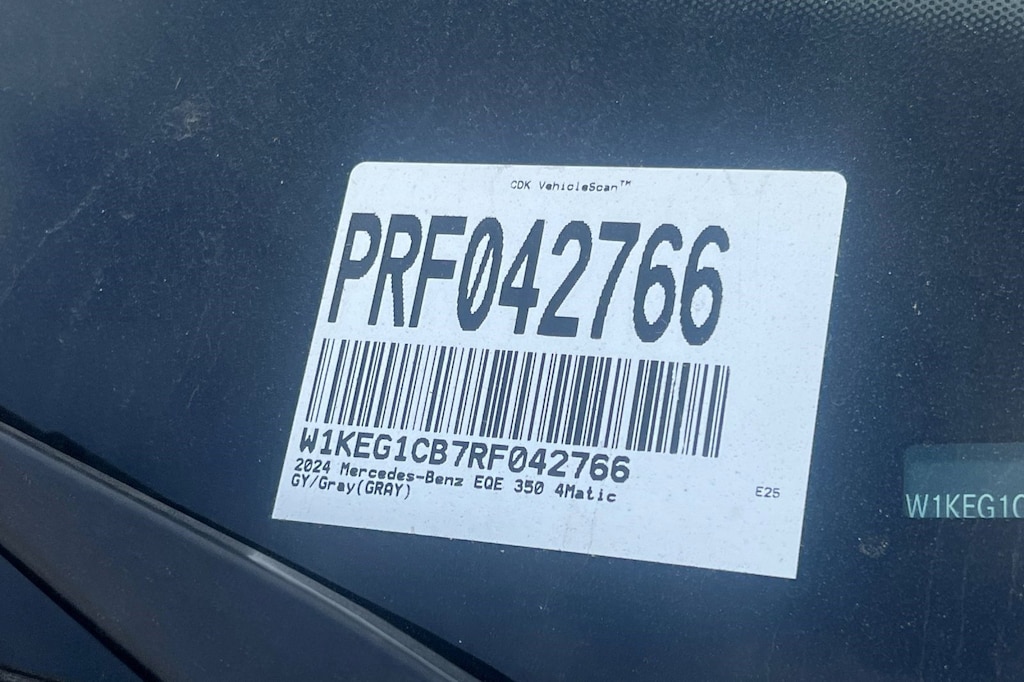 CDK VehicleScan™
PRF042766
W1KEG1CB7RF042766
2024 Mercedes-Benz EQE 350 4Matic
GY/Gray(GRAY)
E25
W1KEG1C